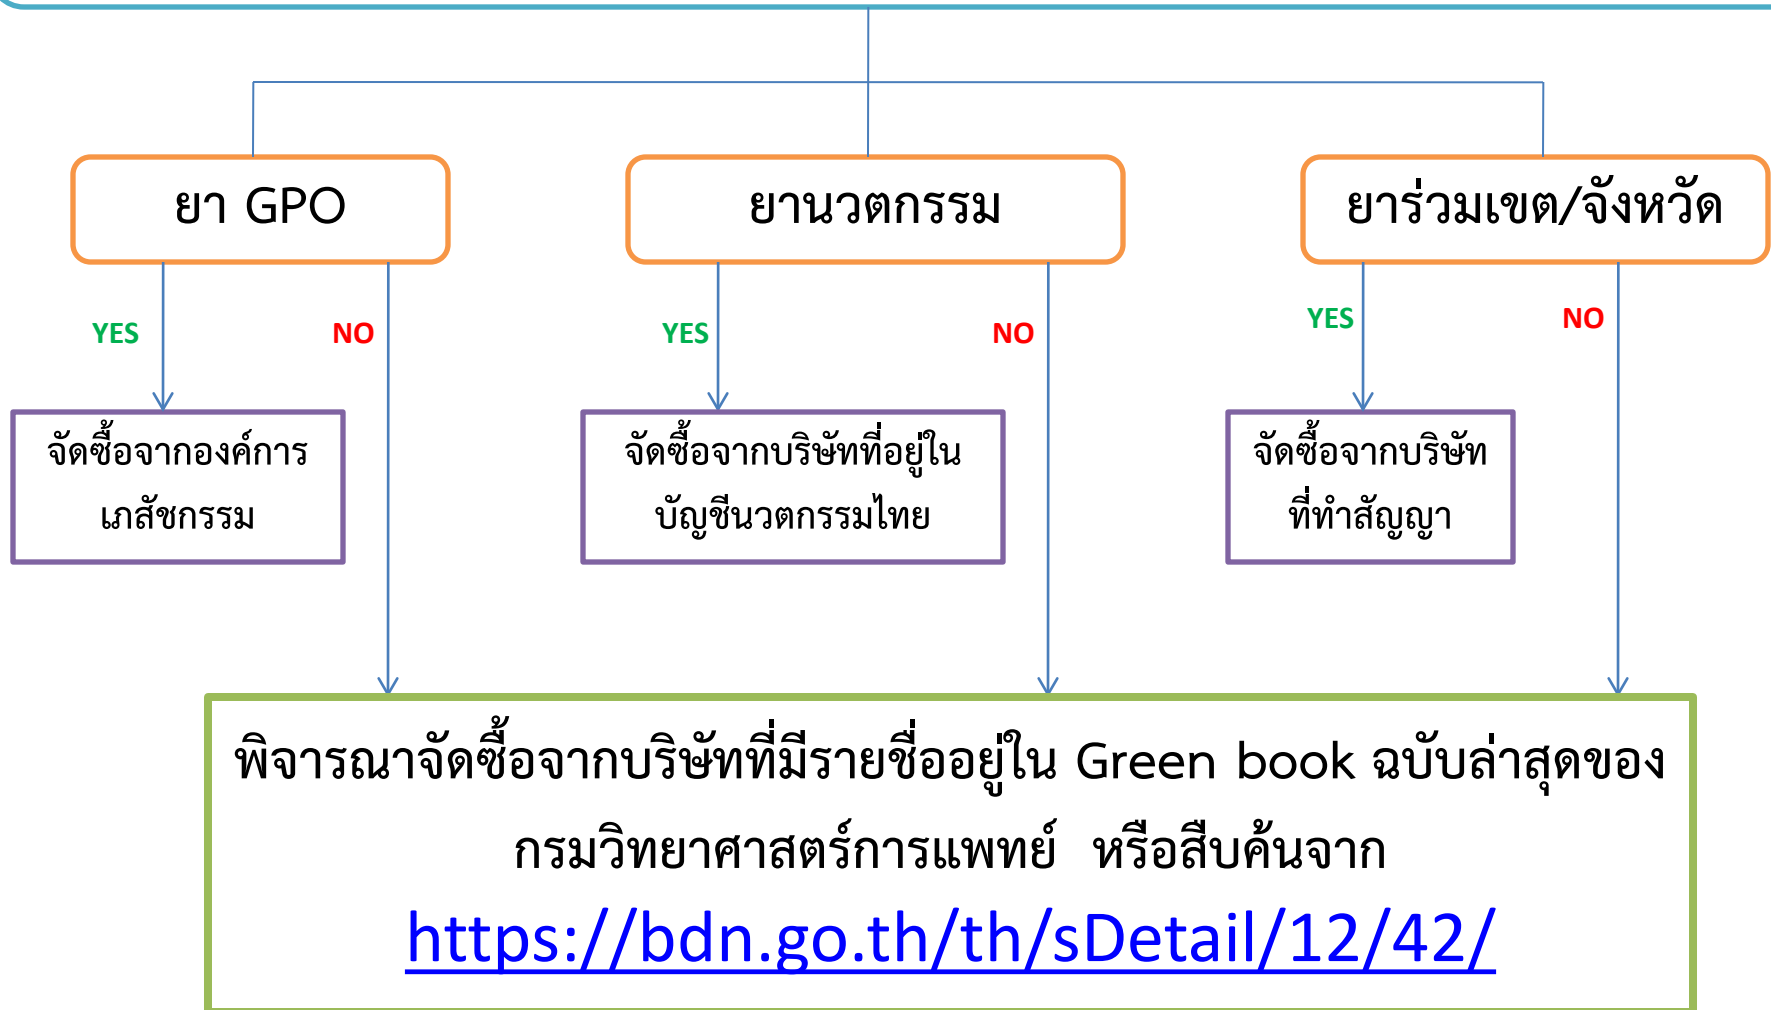 ยา GPO
ยานวตกรรม
ยาร่วมเขต/จังหวัด
YES
NO
YES
NO
YES
NO
จัดซื้อจากองค์การ
เภสัชกรรม
จัดซื้อจากบริษัทที่อยู่ใน
บัญชีนวตกรรมไทย
จัดซื้อจากบริษัท
ที่ทำสัญญา
พิจารณาจัดซื้อจากบริษัทที่มีรายชื่ออยู่ใน Green book ฉบับล่าสุดของ
กรมวิทยาศาสตร์การแพทย์ หรือสืบค้นจาก
https://bdn.go.th/th/sDetail/12/42/